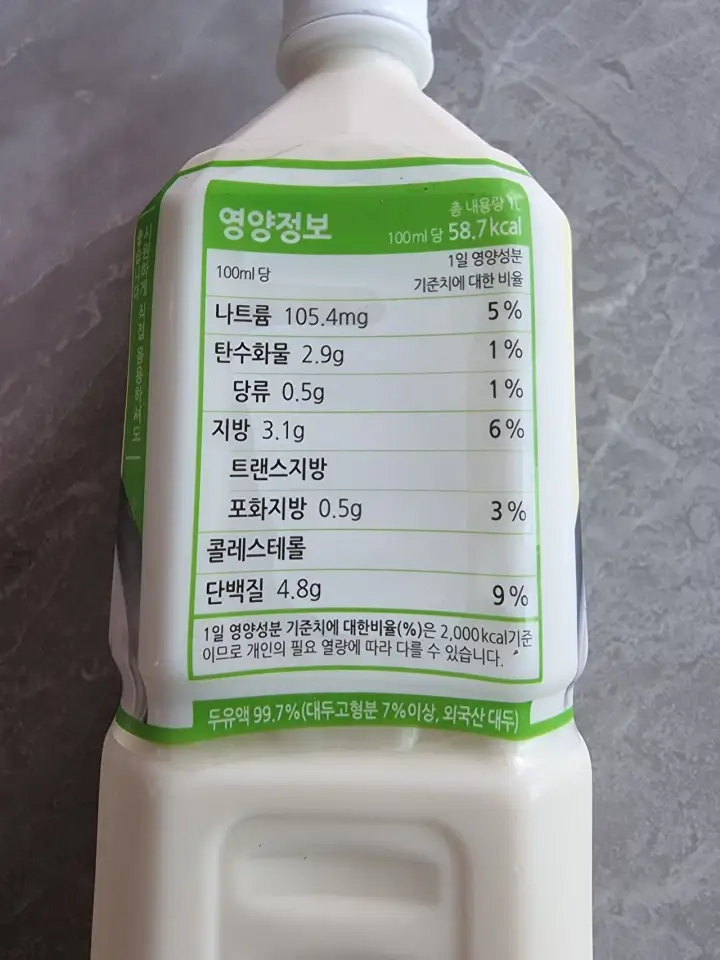 영양정보
총 내용량 1L
100ml 당 58.7kcal
100ml 당
1일 영양성분
기준치에 대한 비율
나트륨 105.4mg 5%
탄수화물 2.9g 1%
당류 0.5g 1%
지방 3.1g 6%
트랜스지방
포화지방 0.5g 3%
콜레스테롤
단백질 4.8g 9%
1일 영양성분 기준치에 대한비율(%)은 2,000kcal기준
이므로 개인의 필요 열량에 따라 다를 수 있습니다.
두유액 99.7%(대두고형분 7%이상, 외국산 대두)